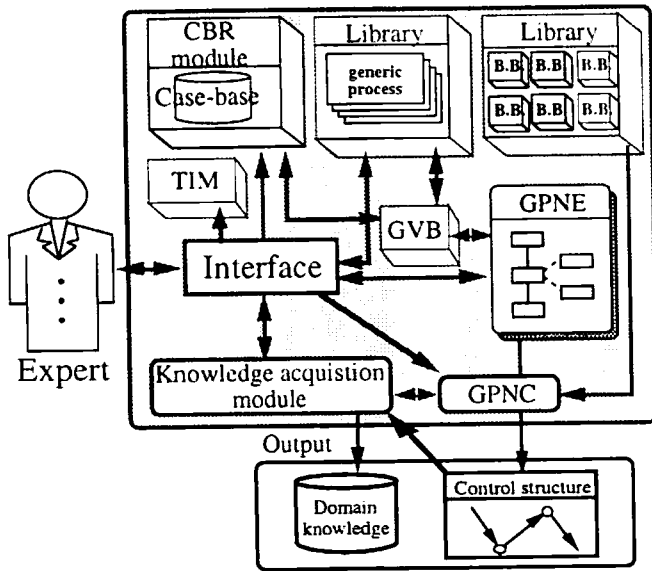 CBR
module
Case-base
Library
generic
process
Library
B.B
B.B
B.B
B.B
B.B
B.B
TIM
GVB
GPNE
Interface
Expert
Knowledge acquistion
module
GPNC
Output
Domain
knowledge
Control structure